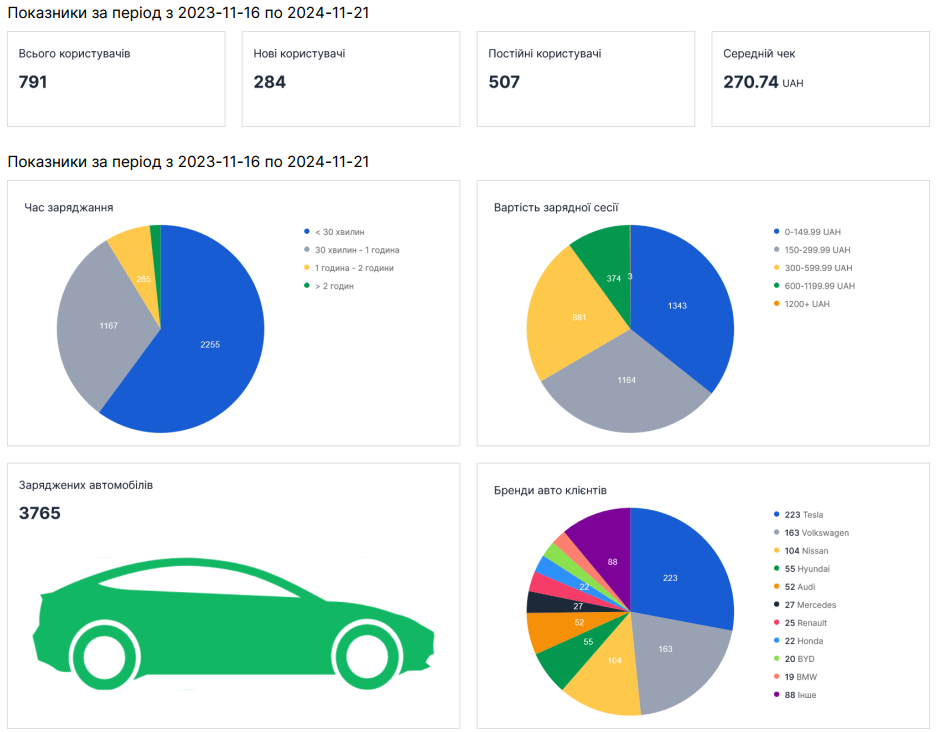 Показники за період з 2023-11-16 по 2024-11-21
Всього користувачів
791
Нові користувачі
284
Постійні користувачі
507
Середній чек
270.74 UAH
Показники за період з 2023-11-16 по 2024-11-21
Час заряджання
< 30 хвилин
30 хвилин - 1 година
1 година - 2 години
> 2 годин
265
1167
2255
Вартість зарядної сесії
0-149.99 UAH
150-299.99 UAH
300-599.99 UAH
600-1199.99 UAH
1200+ UAH
374
3
1343
881
1164
Заряджених автомобілів
3765
Бренди авто клієнтів
223 Tesla
163 Volkswagen
104 Nissan
55 Hyundai
52 Audi
27 Mercedes
25 Renault
22 Honda
20 BYD
19 BMW
88 Інше
88
223
22
27
52
55
163
104